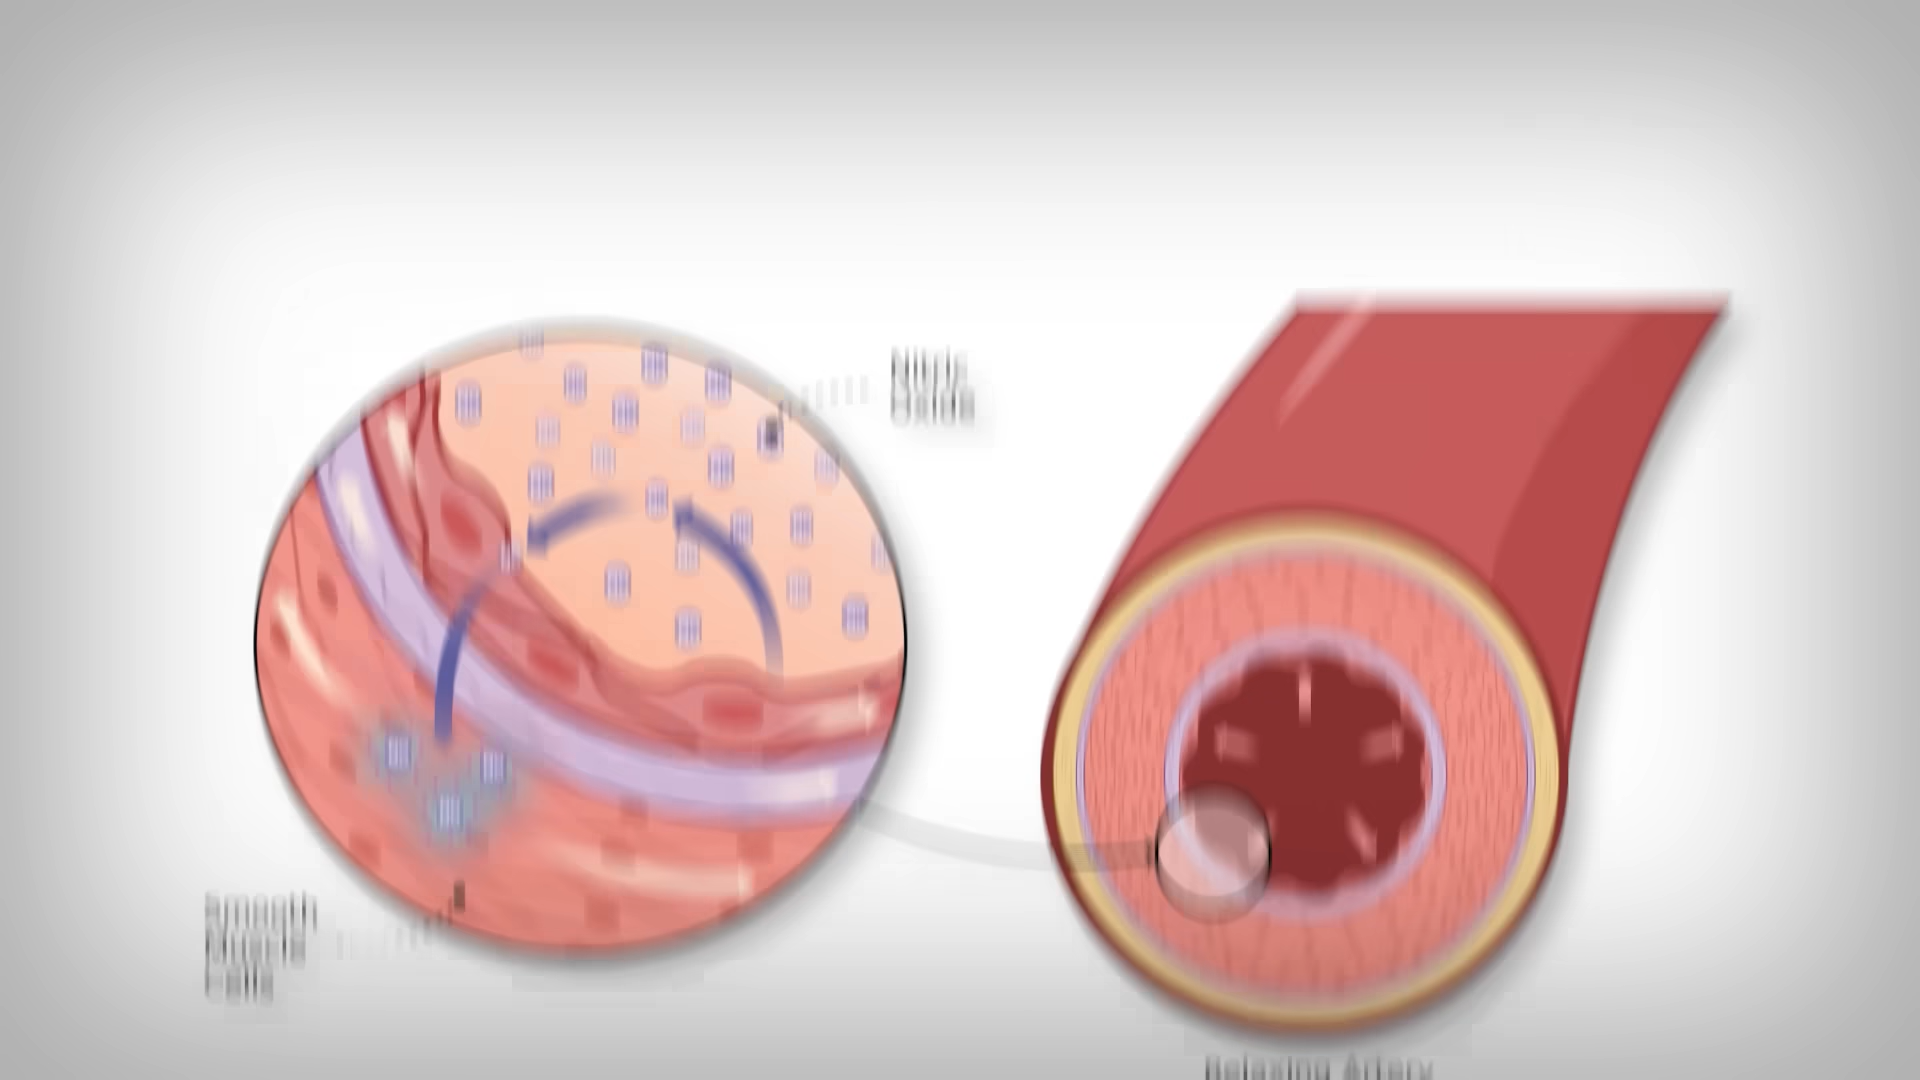 Nitric
Oxide
Smooth
Muscle
Cells
Relaxing Artery